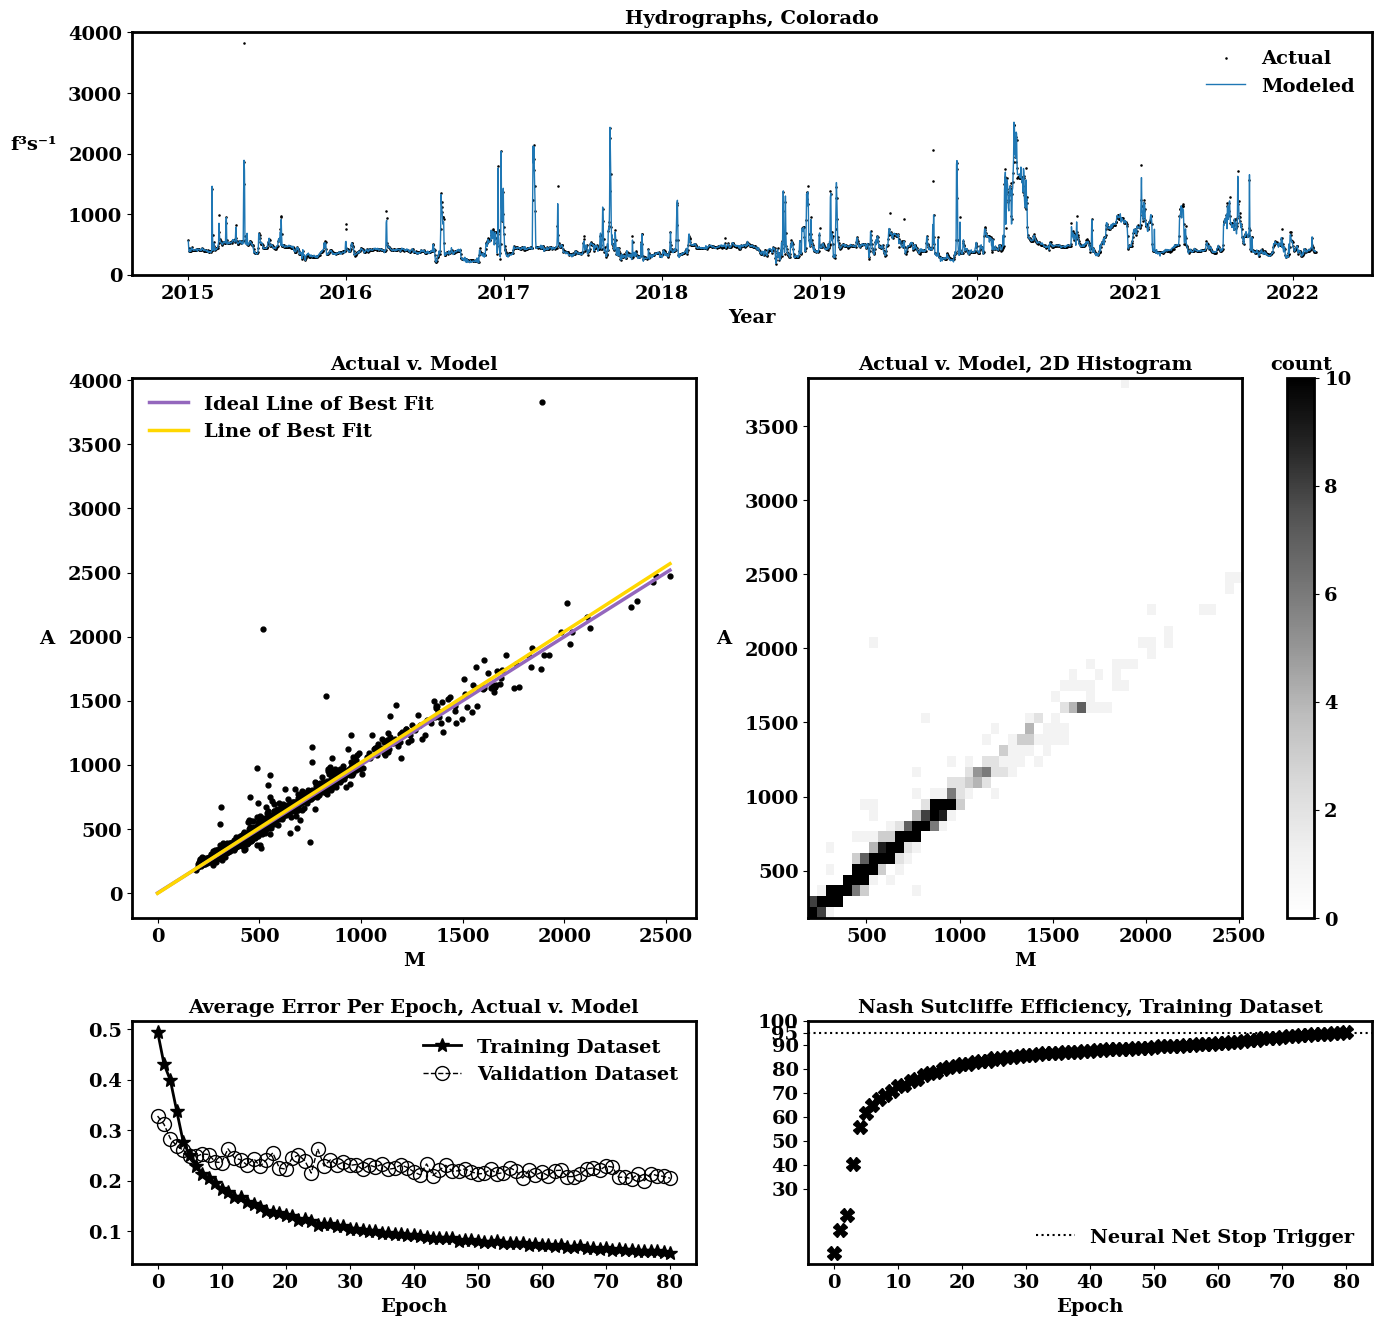 Hydrographs, Colorado
4000
3000
2000
1000
0
f³s⁻¹
Actual
Modeled
2015 2016 2017 2018 2019 2020 2021 2022
Year
Actual v. Model
4000
3500
3000
2500
2000
1500
1000
500
0
A
Ideal Line of Best Fit
Line of Best Fit
0 500 1000 1500 2000 2500
M
Actual v. Model, 2D Histogram
3500
3000
2500
2000
1500
1000
500
A
500 1000 1500 2000 2500
M
count
10
8
6
4
2
0
Average Error Per Epoch, Actual v. Model
0.5
0.4
0.3
0.2
0.1
Training Dataset
Validation Dataset
0 10 20 30 40 50 60 70 80
Epoch
Nash Sutcliffe Efficiency, Training Dataset
100
95
90
80
70
60
50
40
30
Neural Net Stop Trigger
0 10 20 30 40 50 60 70 80
Epoch